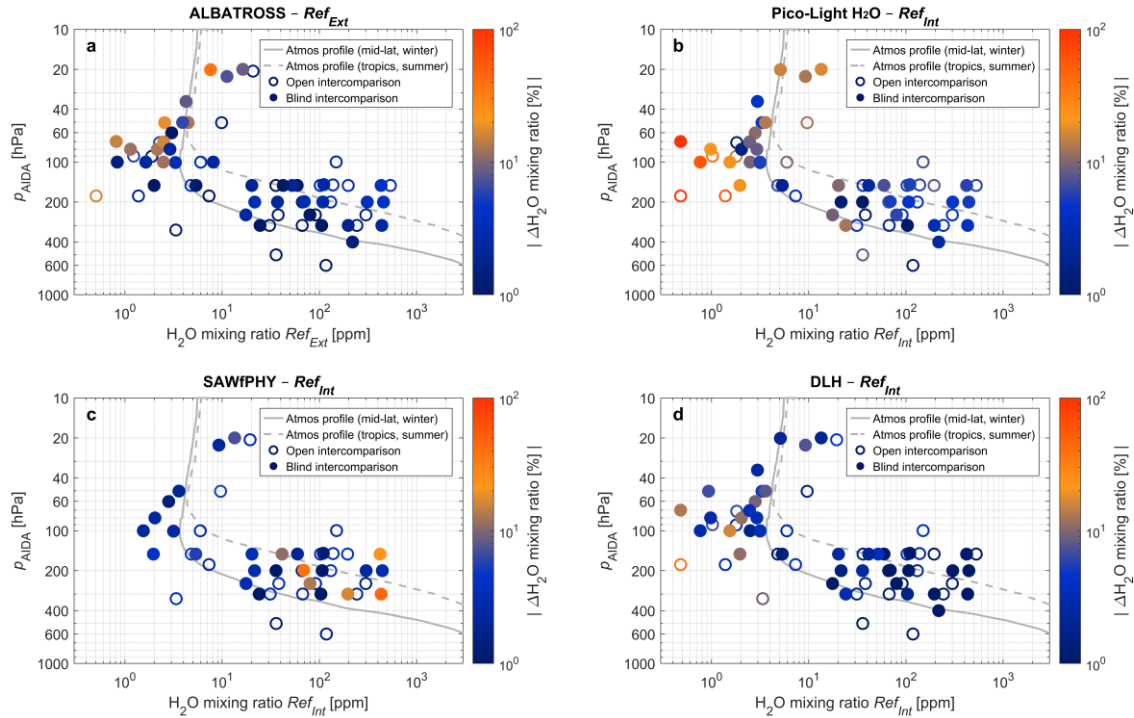 ALBATROSS – Ref_Ext
a
Atmos profile (mid-lat, winter)
Atmos profile (tropics, summer)
Open intercomparison
Blind intercomparison
10
20
40
60
100
200
400
600
1000
p_AIDA [hPa]
10^0 10^1 10^2 10^3
H₂O mixing ratio Ref_Ext [ppm]
10^2
10^1
10^0
| ΔH₂O mixing ratio [%] |
Pico-Light H₂O – Ref_Int
b
Atmos profile (mid-lat, winter)
Atmos profile (tropics, summer)
Open intercomparison
Blind intercomparison
10
20
40
60
100
200
400
600
1000
p_AIDA [hPa]
10^0 10^1 10^2 10^3
H₂O mixing ratio Ref_Int [ppm]
10^2
10^1
10^0
| ΔH₂O mixing ratio [%] |
SAWfPHY – Ref_Int
c
Atmos profile (mid-lat, winter)
Atmos profile (tropics, summer)
Open intercomparison
Blind intercomparison
10
20
40
60
100
200
400
600
1000
p_AIDA [hPa]
10^0 10^1 10^2 10^3
H₂O mixing ratio Ref_Int [ppm]
10^2
10^1
10^0
| ΔH₂O mixing ratio [%] |
DLH – Ref_Int
d
Atmos profile (mid-lat, winter)
Atmos profile (tropics, summer)
Open intercomparison
Blind intercomparison
10
20
40
60
100
200
400
600
1000
p_AIDA [hPa]
10^0 10^1 10^2 10^3
H₂O mixing ratio Ref_Int [ppm]
10^2
10^1
10^0
| ΔH₂O mixing ratio [%] |